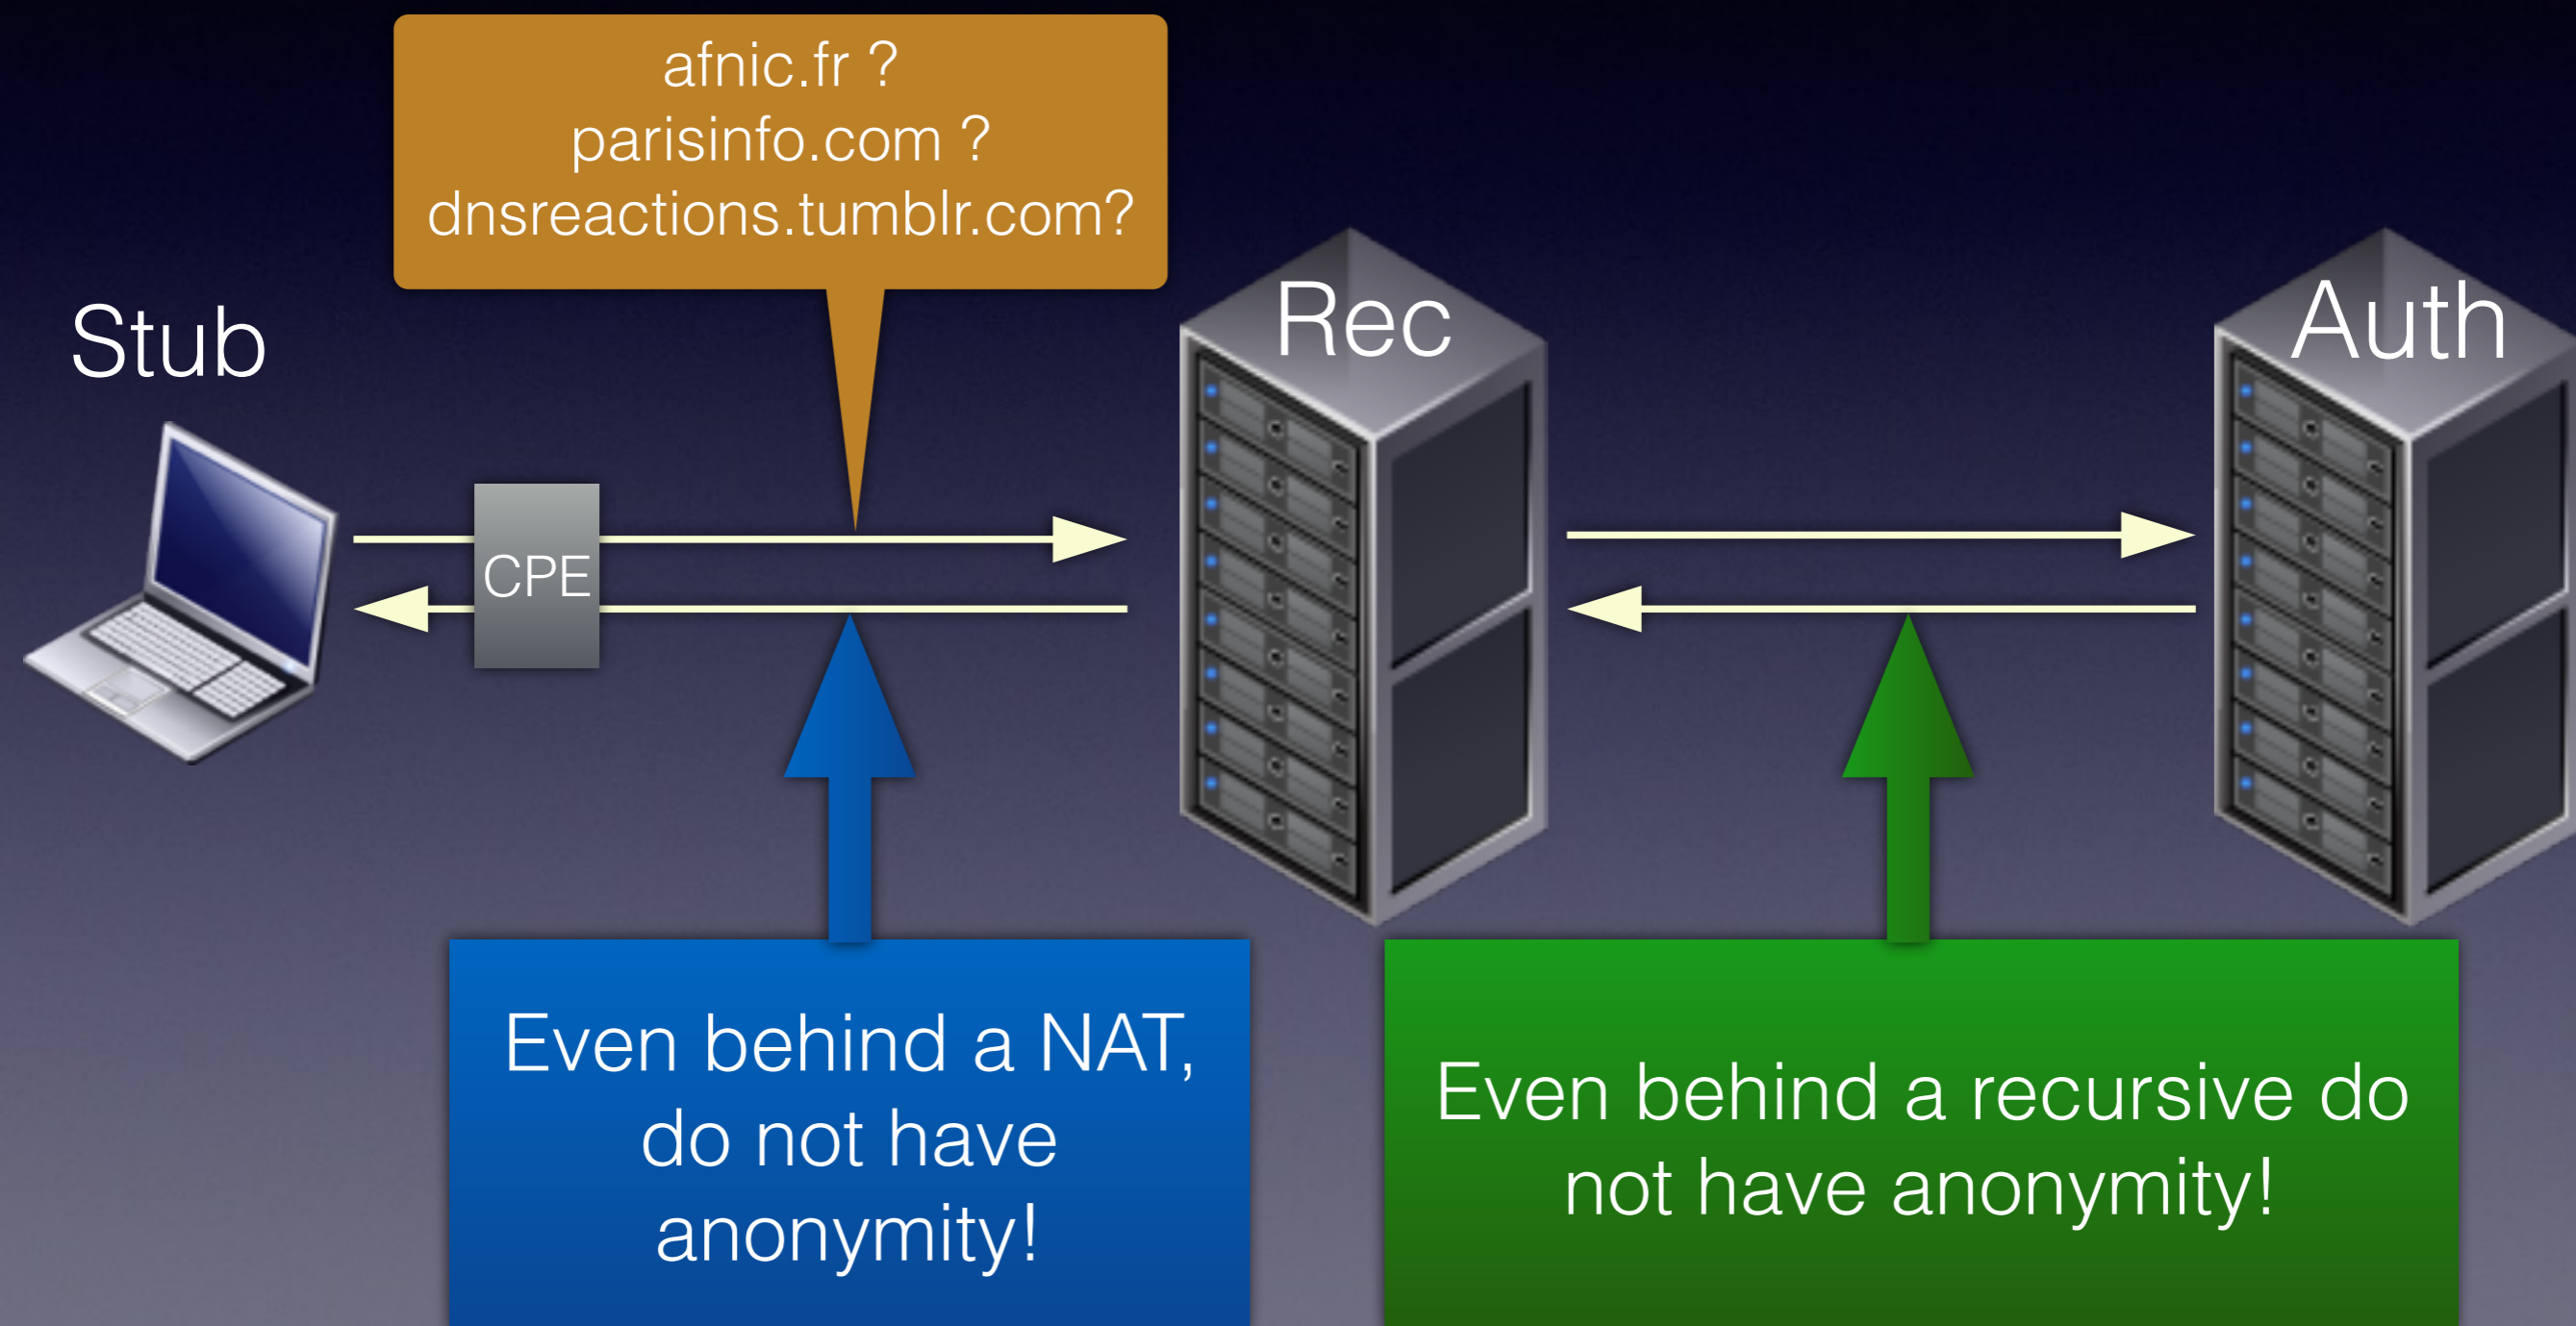 afnic.fr ?
parisinfo.com ?
dnsreactions.tumblr.com?
Stub
Rec
Auth
CPE
Even behind a NAT,
do not have
anonymity!
Even behind a recursive do
not have anonymity!